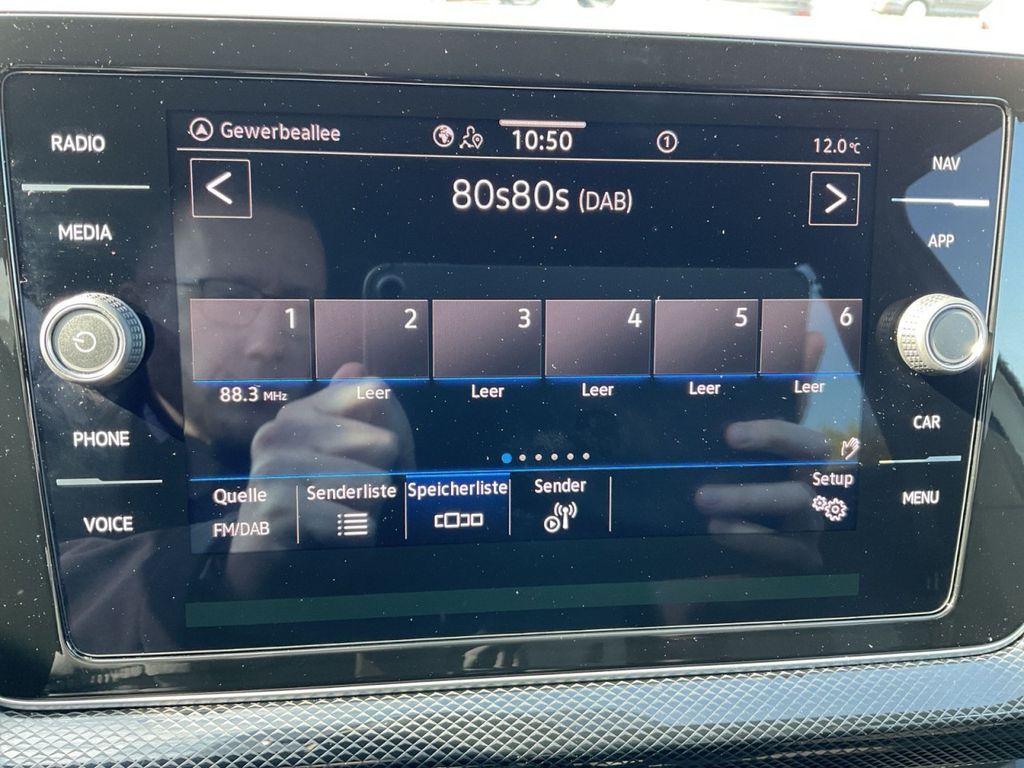 RADIO
MEDIA
PHONE
VOICE
Gewerbeallee
10:50
1
12.0°C
<
80s80s (DAB)
>
1 2 3 4 5 6
88.3 MHz Leer Leer Leer Leer Leer
Quelle
FM/DAB
Senderliste
Speicherliste
Sender
Setup
NAV
APP
CAR
MENU